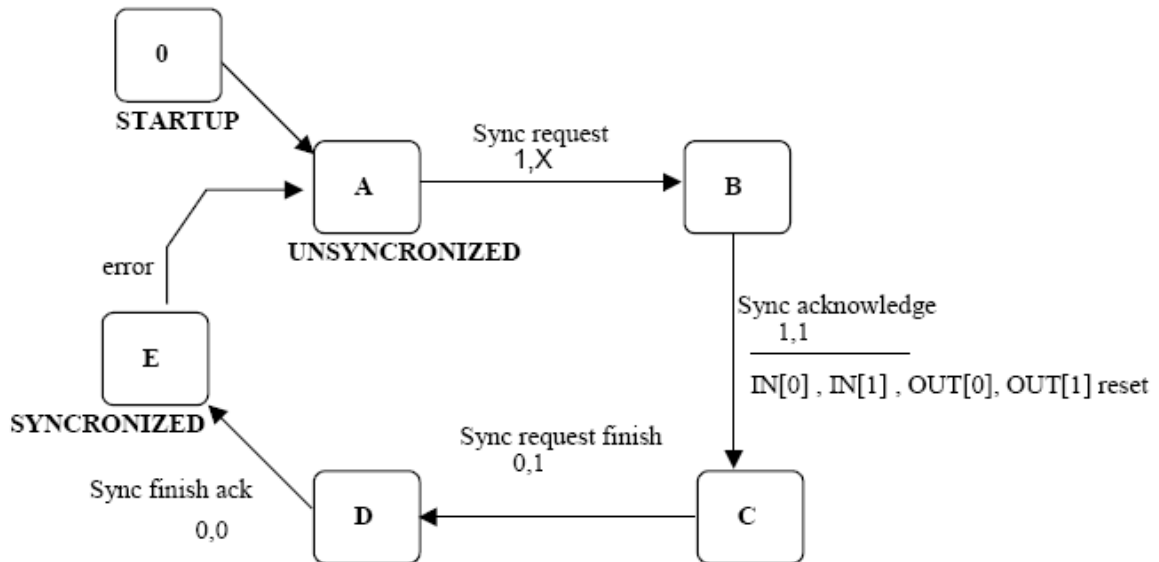 0
STARTUP
Sync request
1,X
A
B
UNSYNCRONIZED
error
Sync acknowledge
1,1
IN[0] , IN[1] , OUT[0], OUT[1] reset
E
SYNCRONIZED
Sync request finish
0,1
Sync finish ack
0,0
D
C